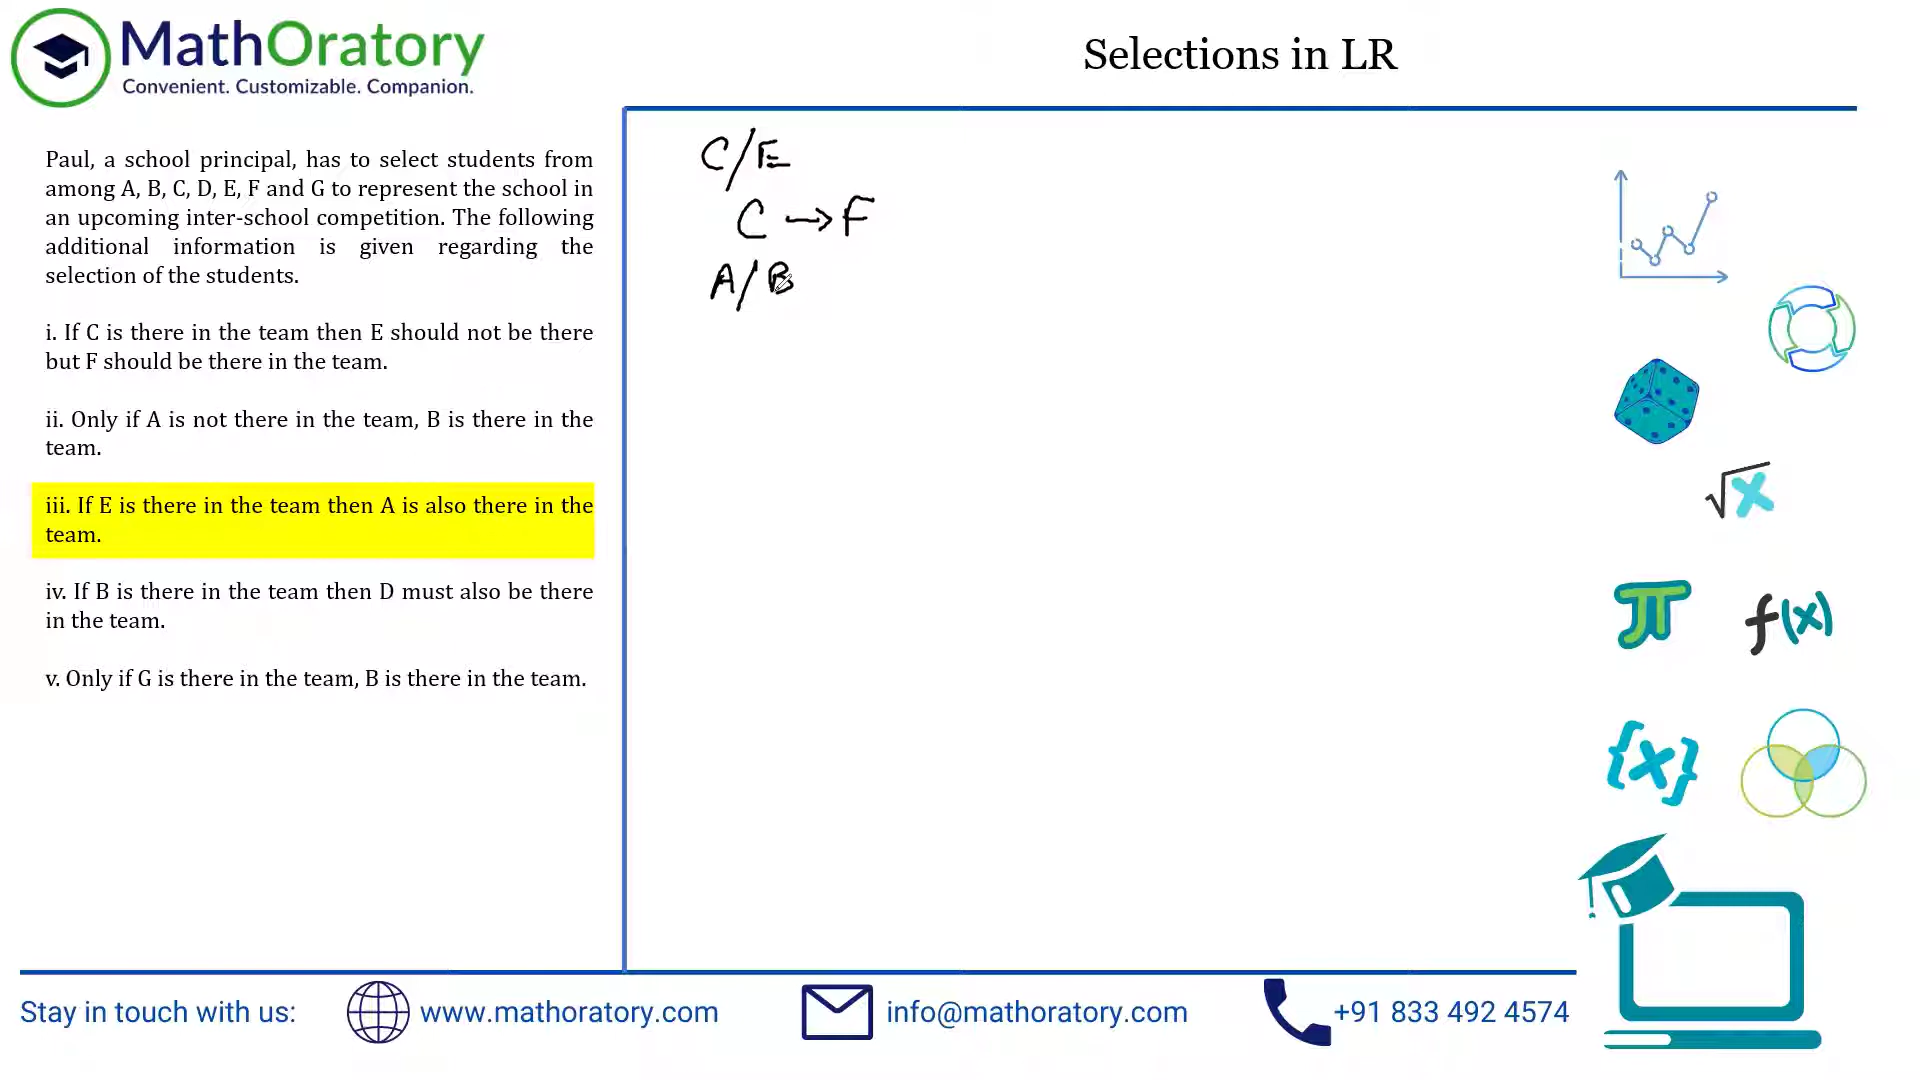 MathOratory
Convenient. Customizable. Companion.
Selections in LR
Paul, a school principal, has to select students from
among A, B, C, D, E, F and G to represent the school in
an upcoming inter-school competition. The following
additional information is given regarding the
selection of the students.
i. If C is there in the team then E should not be there
but F should be there in the team.
ii. Only if A is not there in the team, B is there in the
team.
iii. If E is there in the team then A is also there in the
team.
iv. If B is there in the team then D must also be there
in the team.
v. Only if G is there in the team, B is there in the team.
C/E
C → F
A/B
√x
π
f(x)
{x}
Stay in touch with us:
www.mathoratory.com
info@mathoratory.com
+91 833 492 4574